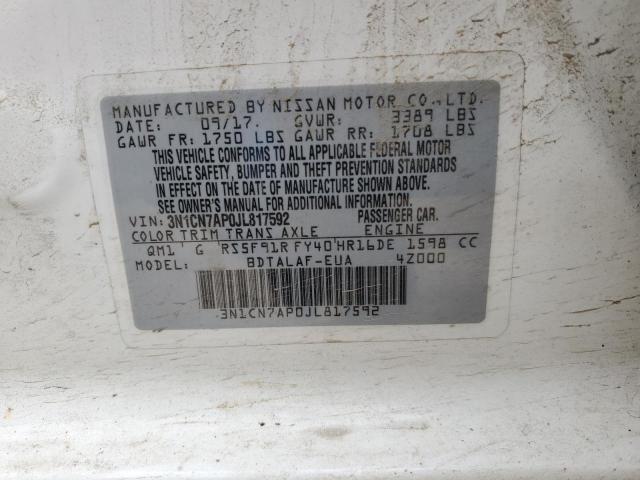 MANUFACTURED BY NISSAN MOTOR CO., LTD.
DATE: 09/17. GVWR: 3389 LBS
GAWR FR: 1750 LBS GAWR RR: 1708 LBS
THIS VEHICLE CONFORMS TO ALL APPLICABLE FEDERAL MOTOR
VEHICLE SAFETY, BUMPER AND THEFT PREVENTION STANDARDS
IN EFFECT ON THE DATE OF MANUFACTURE SHOWN ABOVE.
SEE OWNER'S MANUAL FOR ADDITIONAL INFORMATION.
VIN: 3N1CN7AP0JL817592 PASSENGER CAR.
COLOR TRIM TRANS AXLE ENGINE
QM1 G RS5F91R FY40 HR16DE 1598 CC
MODEL: BDTALAF-EUA 4Z000
3N1CN7AP0JL817592